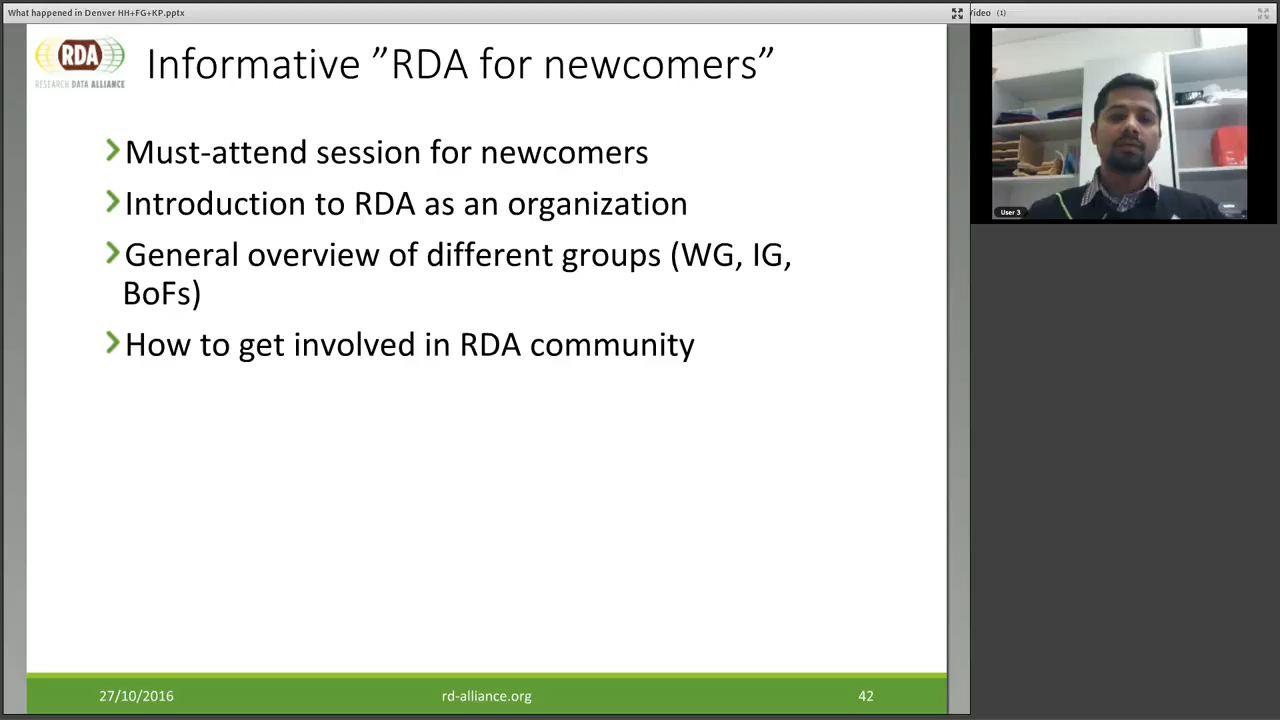 What happened in Denver HH+FG+KP.pptx
Video (1)
RDA
RESEARCH DATA ALLIANCE
Informative ”RDA for newcomers”
Must-attend session for newcomers
Introduction to RDA as an organization
General overview of different groups (WG, IG,
BoFs)
How to get involved in RDA community
User 3
27/10/2016
rd-alliance.org
42